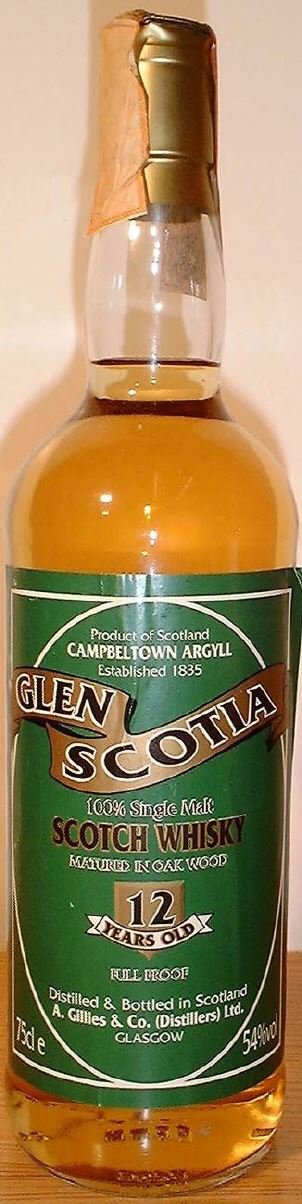 Product of Scotland
CAMPBELTOWN ARGYLL
Established 1835
GLEN
SCOTIA
100% Single Malt
SCOTCH WHISKY
MATURED IN OAK WOOD
12
YEARS OLD
FULL PROOF
Distilled & Bottled in Scotland
A. Gillies & Co. (Distillers) Ltd.
GLASGOW
75cl e
54%vol